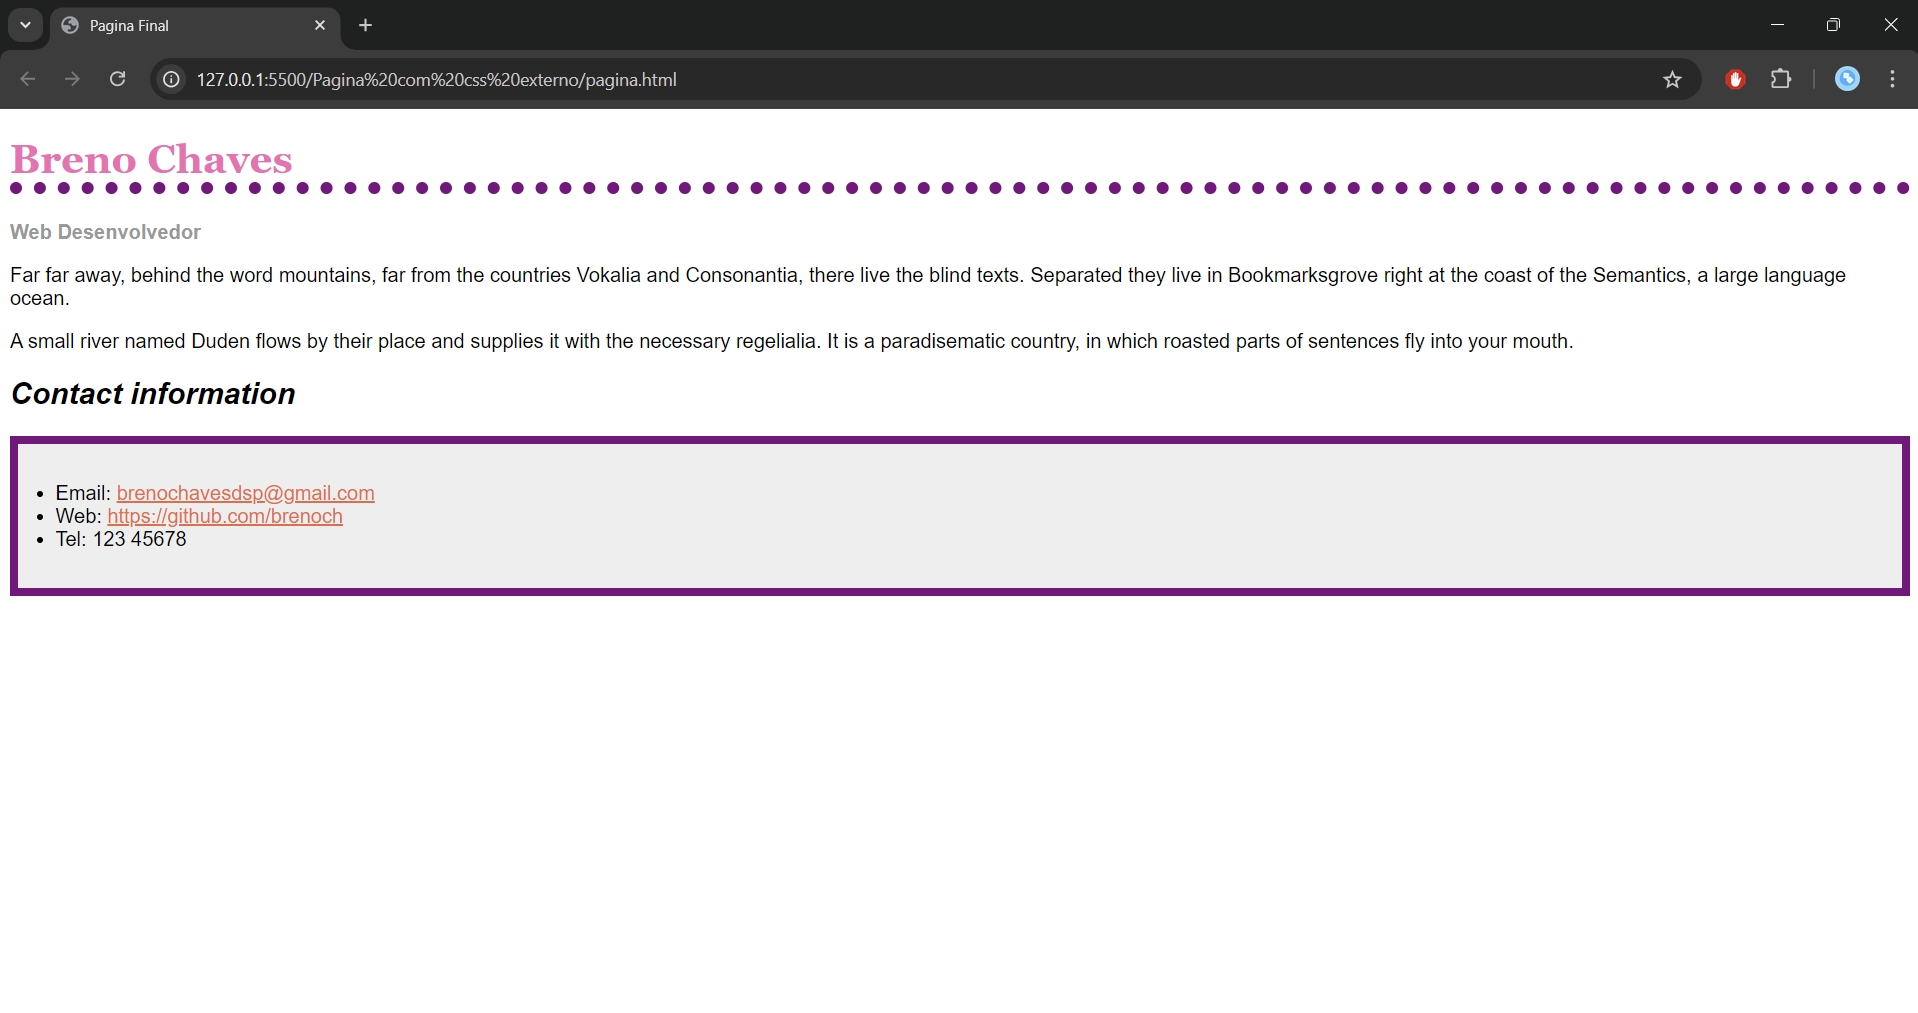 Pagina Final
127.0.0.1:5500/Pagina%20com%20css%20externo/pagina.html
Breno Chaves
Web Desenvolvedor
Far far away, behind the word mountains, far from the countries Vokalia and Consonantia, there live the blind texts. Separated they live in Bookmarksgrove right at the coast of the Semantics, a large language
ocean.
A small river named Duden flows by their place and supplies it with the necessary regelialia. It is a paradisematic country, in which roasted parts of sentences fly into your mouth.
Contact information
Email: brenochavesdsp@gmail.com
Web: https://github.com/brenoch
Tel: 123 45678